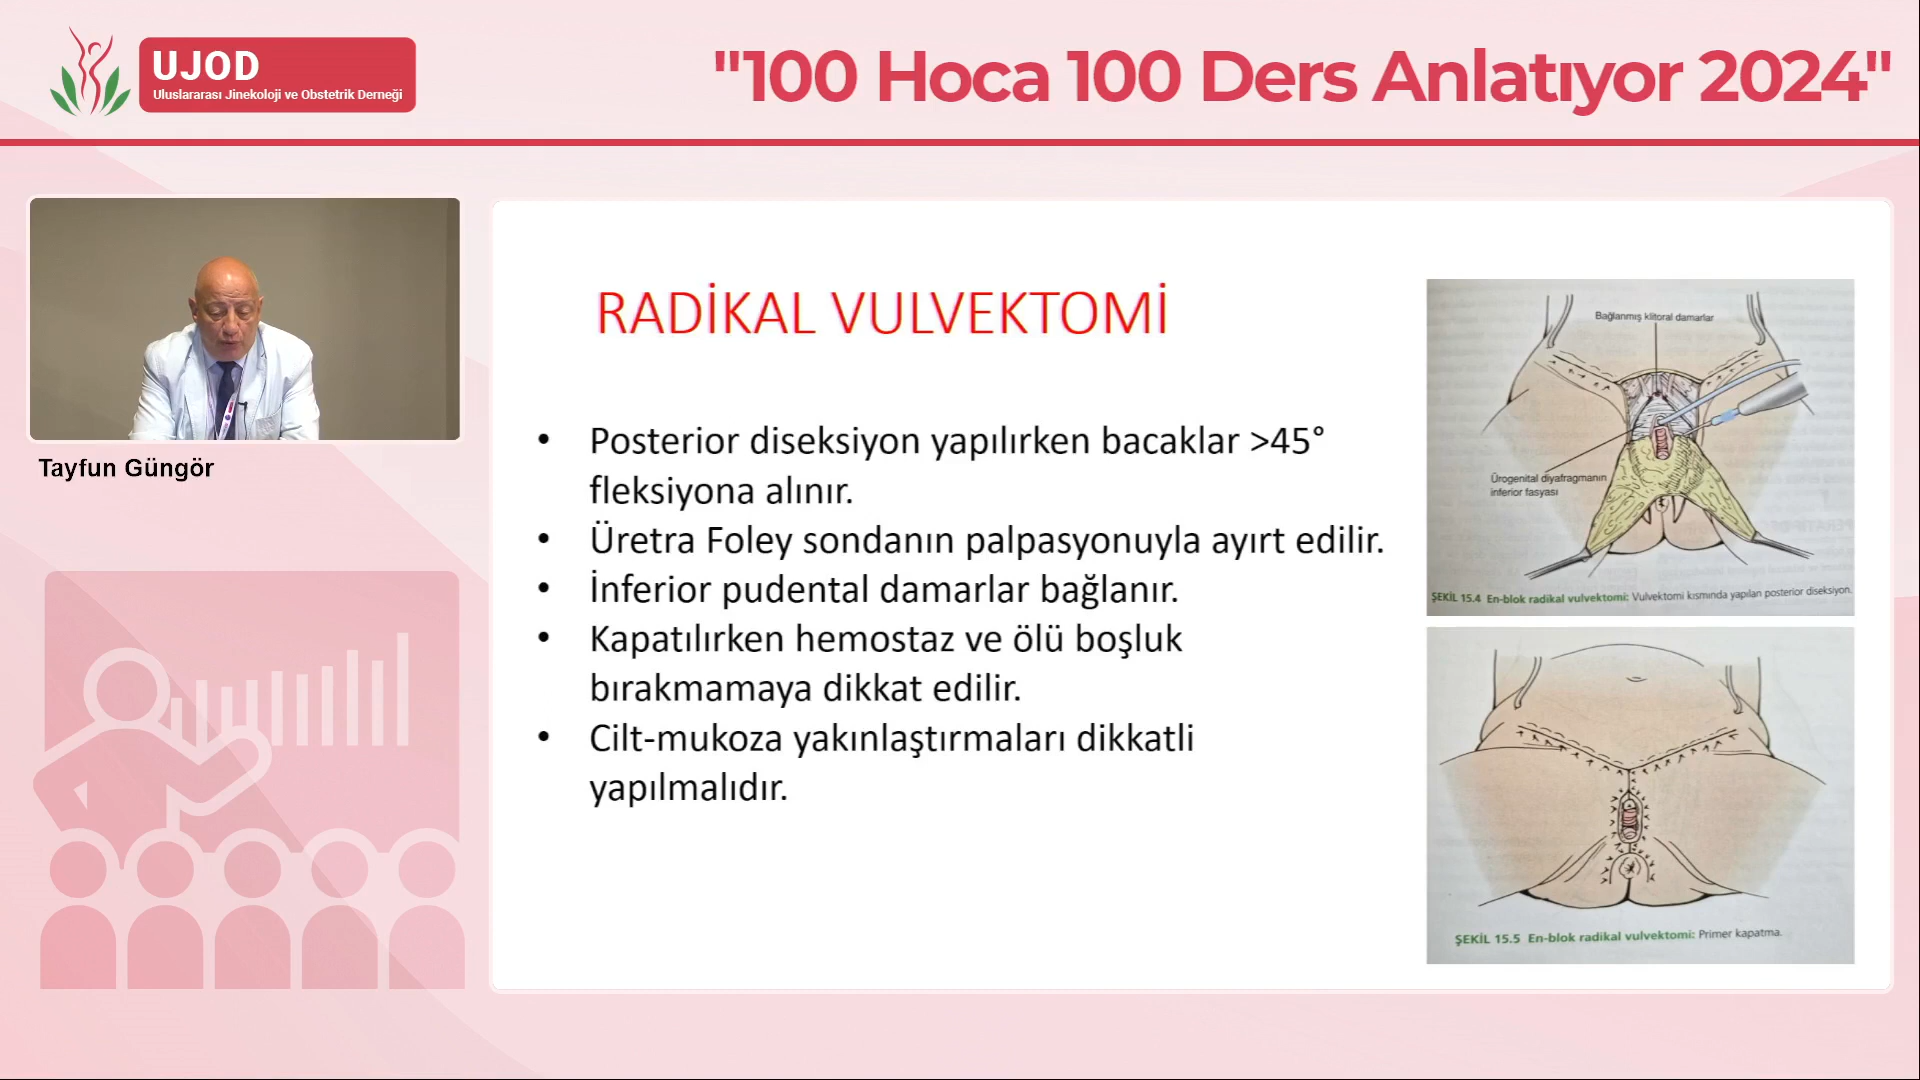 UJOD
Uluslararası Jinekoloji ve Obstetrik Derneği
"100 Hoca 100 Ders Anlatıyor 2024"
Tayfun Güngör
RADİKAL VULVEKTOMİ
• Posterior diseksiyon yapılırken bacaklar >45°
fleksiyona alınır.
• Üretra Foley sondanın palpasyonuyla ayırt edilir.
• İnferior pudental damarlar bağlanır.
• Kapatılırken hemostaz ve ölü boşluk
bırakmamaya dikkat edilir.
• Cilt-mukoza yakınlaştırmaları dikkatli
yapılmalıdır.
Bağlanmış klitoral damarlar
Ürogenital diyafragmanın
inferior fasyası
ŞEKİL 15.4 En-blok radikal vulvektomi: Vulvektomi kısmında yapılan posterior diseksiyon.
ŞEKİL 15.5 En-blok radikal vulvektomi: Primer kapatma.